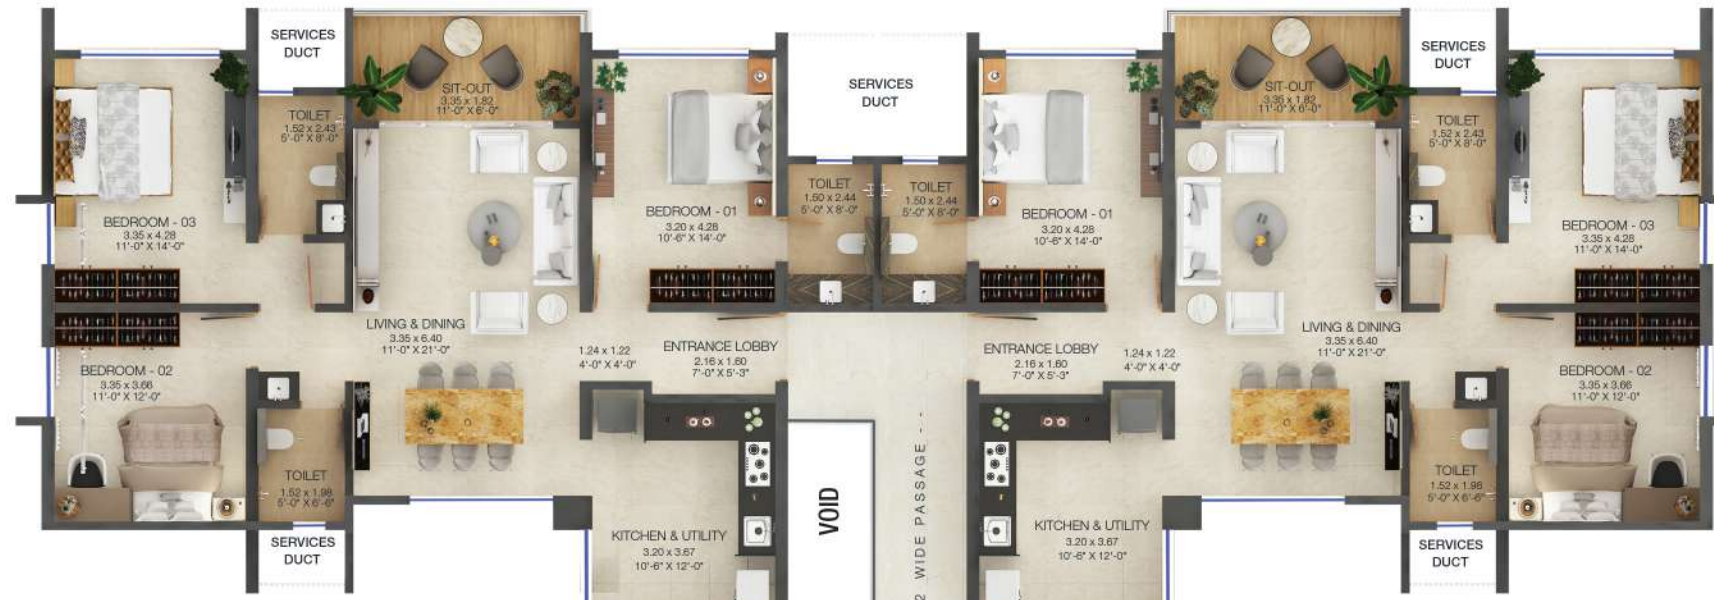 SERVICES
DUCT
SIT-OUT
3.35 x 1.82
11'-0" X 6'-0"
SERVICES
DUCT
SIT-OUT
3.35 x 1.82
11'-0" X 6'-0"
SERVICES
DUCT
TOILET
1.52 x 2.43
5'-0" X 8'-0"
TOILET
1.52 x 2.43
5'-0" X 8'-0"
BEDROOM - 03
3.35 x 4.28
11'-0" X 14'-0"
BEDROOM - 01
3.20 x 4.28
10'-6" X 14'-0"
TOILET
1.50 x 2.44
5'-0" X 8'-0"
TOILET
1.50 x 2.44
5'-0" X 8'-0"
BEDROOM - 01
3.20 x 4.28
10'-6" X 14'-0"
BEDROOM - 03
3.35 x 4.28
11'-0" X 14'-0"
LIVING & DINING
3.35 x 6.40
11'-0" X 21'-0"
1.24 x 1.22
4'-0" X 4'-0"
ENTRANCE LOBBY
2.16 x 1.60
7'-0" X 5'-3"
ENTRANCE LOBBY
2.16 x 1.60
7'-0" X 5'-3"
1.24 x 1.22
4'-0" X 4'-0"
LIVING & DINING
3.35 x 6.40
11'-0" X 21'-0"
BEDROOM - 02
3.35 x 3.66
11'-0" X 12'-0"
BEDROOM - 02
3.35 x 3.66
11'-0" X 12'-0"
TOILET
1.52 x 1.98
5'-0" X 6'-6"
VOID
2 WIDE PASSAGE - -
TOILET
1.52 x 1.98
5'-0" X 6'-6"
KITCHEN & UTILITY
3.20 x 3.67
10'-6" X 12'-0"
KITCHEN & UTILITY
3.20 x 3.67
10'-6" X 12'-0"
SERVICES
DUCT
SERVICES
DUCT